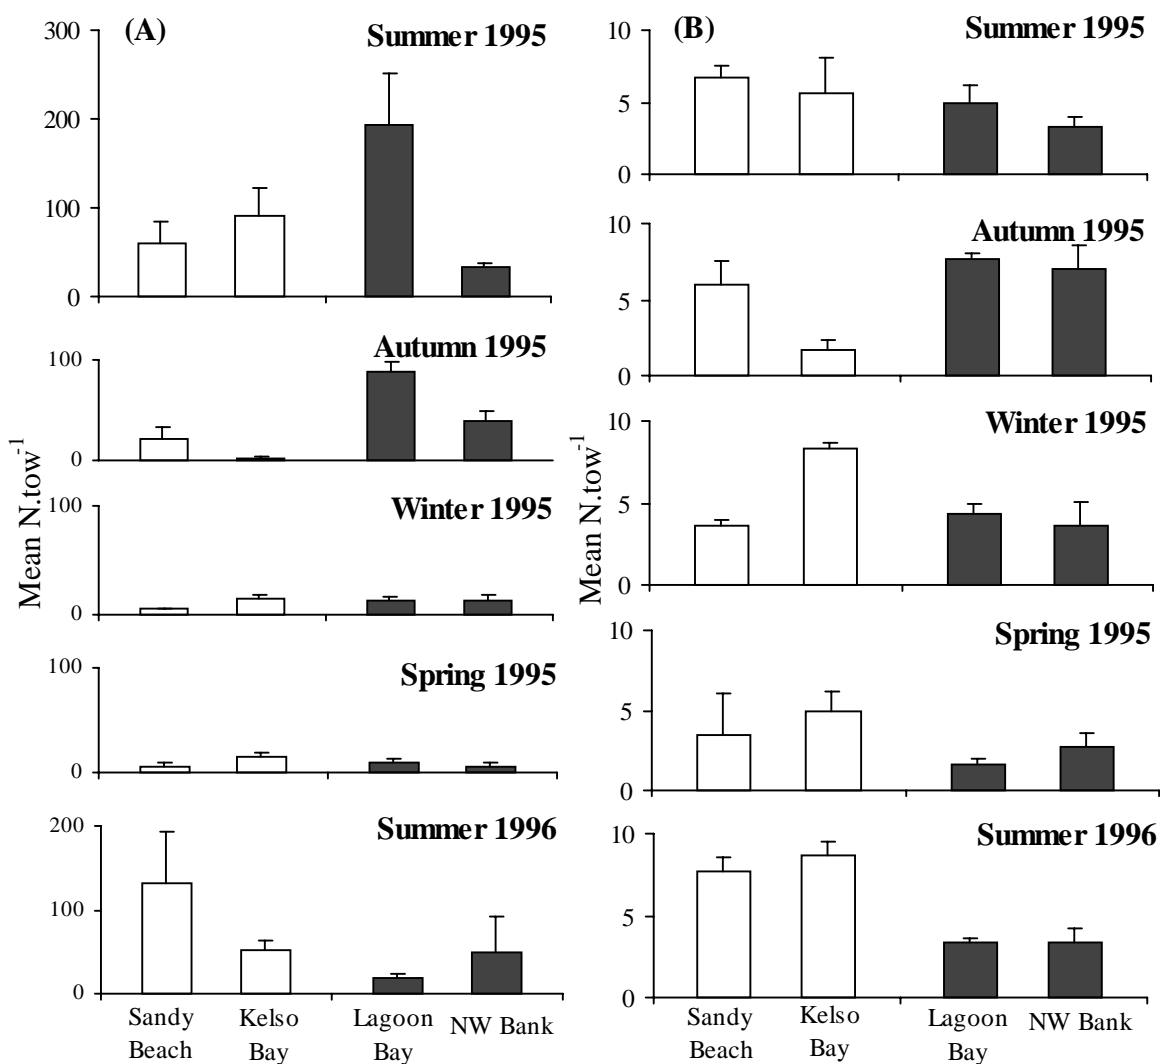 (A)
Summer 1995
300
200
100
0
Autumn 1995
100
0
Winter 1995
100
0
Spring 1995
100
0
Summer 1996
200
100
0
Mean N.tow-1
Sandy Beach
Kelso Bay
Lagoon Bay
NW Bank
(B)
Summer 1995
10
5
0
Autumn 1995
10
5
0
Winter 1995
10
5
0
Spring 1995
10
5
0
Summer 1996
10
5
0
Mean N.tow-1
Sandy Beach
Kelso Bay
Lagoon Bay
NW Bank